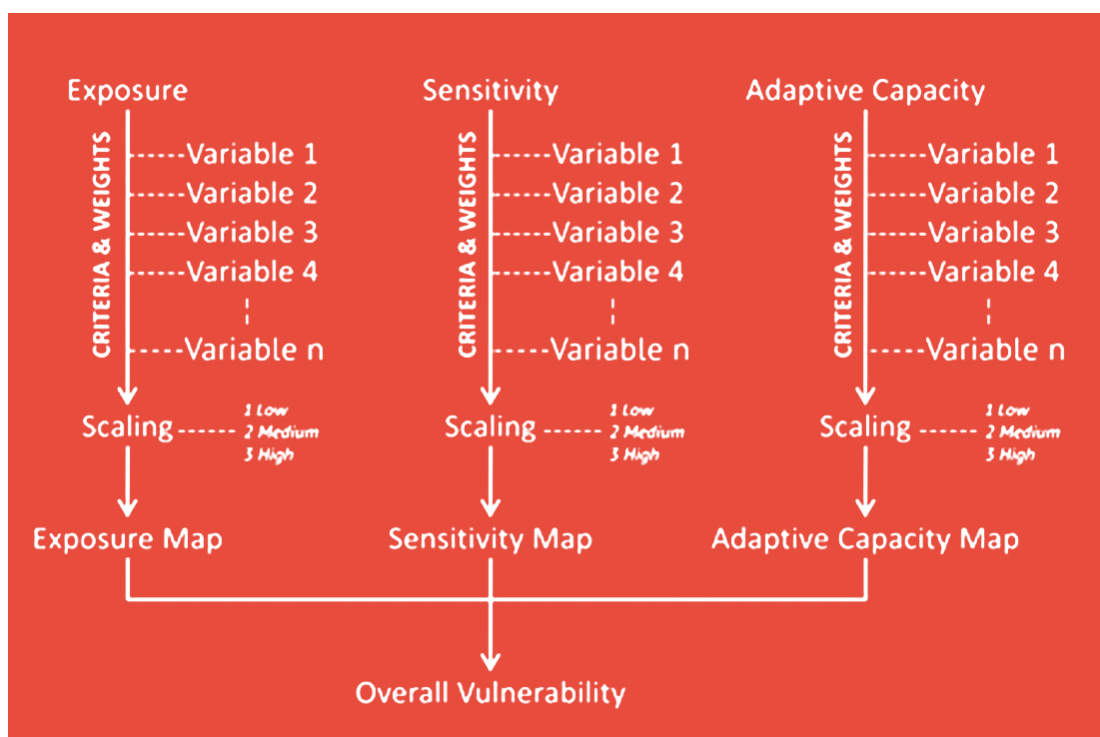 Exposure
CRITERIA & WEIGHTS
Variable 1
Variable 2
Variable 3
Variable 4
Variable n
Scaling
1 Low
2 Medium
3 High
Exposure Map
Sensitivity
CRITERIA & WEIGHTS
Variable 1
Variable 2
Variable 3
Variable 4
Variable n
Scaling
1 Low
2 Medium
3 High
Sensitivity Map
Adaptive Capacity
CRITERIA & WEIGHTS
Variable 1
Variable 2
Variable 3
Variable 4
Variable n
Scaling
1 Low
2 Medium
3 High
Adaptive Capacity Map
Overall Vulnerability